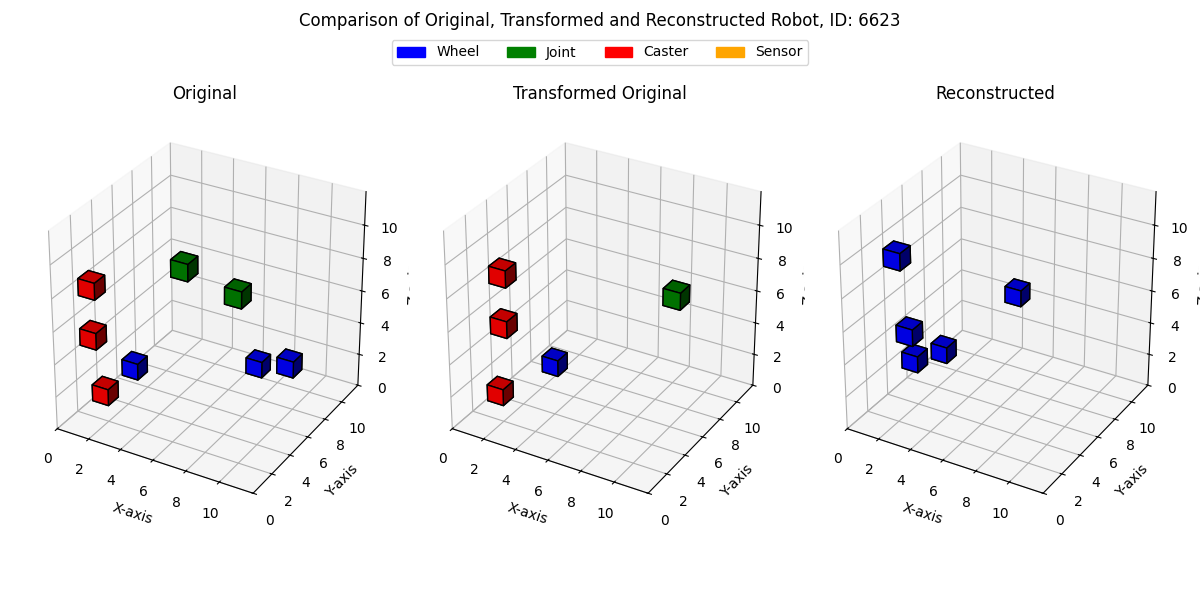 Comparison of Original, Transformed and Reconstructed Robot, ID: 6623
Wheel Joint Caster Sensor
Original
Transformed Original
Reconstructed
0 2 4 6 8 10
X-axis
0 2 4 6 8 10
Y-axis
0 2 4 6 8 10
0 2 4 6 8 10
X-axis
0 2 4 6 8 10
Y-axis
0 2 4 6 8 10
0 2 4 6 8 10
X-axis
0 2 4 6 8 10
Y-axis
0 2 4 6 8 10